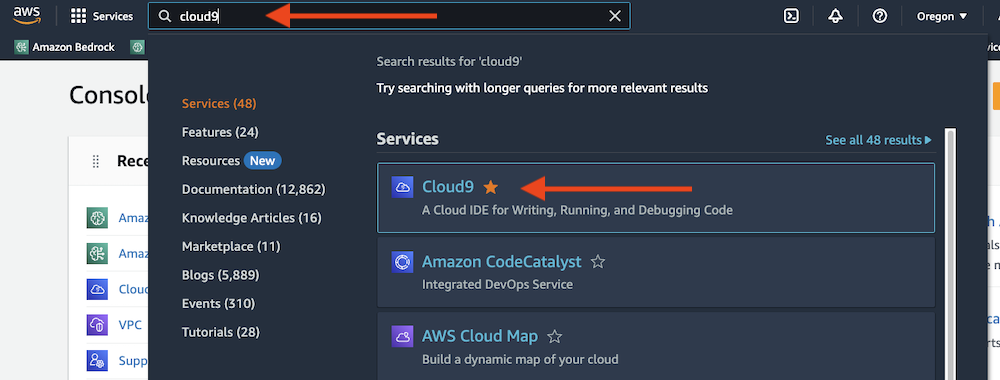 aws Services cloud9 Oregon
Amazon Bedrock
Search results for 'cloud9'
Try searching with longer queries for more relevant results
Console
Services (48)
Features (24)
Resources New
Documentation (12,862)
Knowledge Articles (16)
Marketplace (11)
Blogs (5,889)
Events (310)
Tutorials (28)
Services
See all 48 results
Cloud9
A Cloud IDE for Writing, Running, and Debugging Code
Amazon CodeCatalyst
Integrated DevOps Service
AWS Cloud Map
Build a dynamic map of your cloud
Rece
Amaz
Amaz
Cloud
VPC
Supp